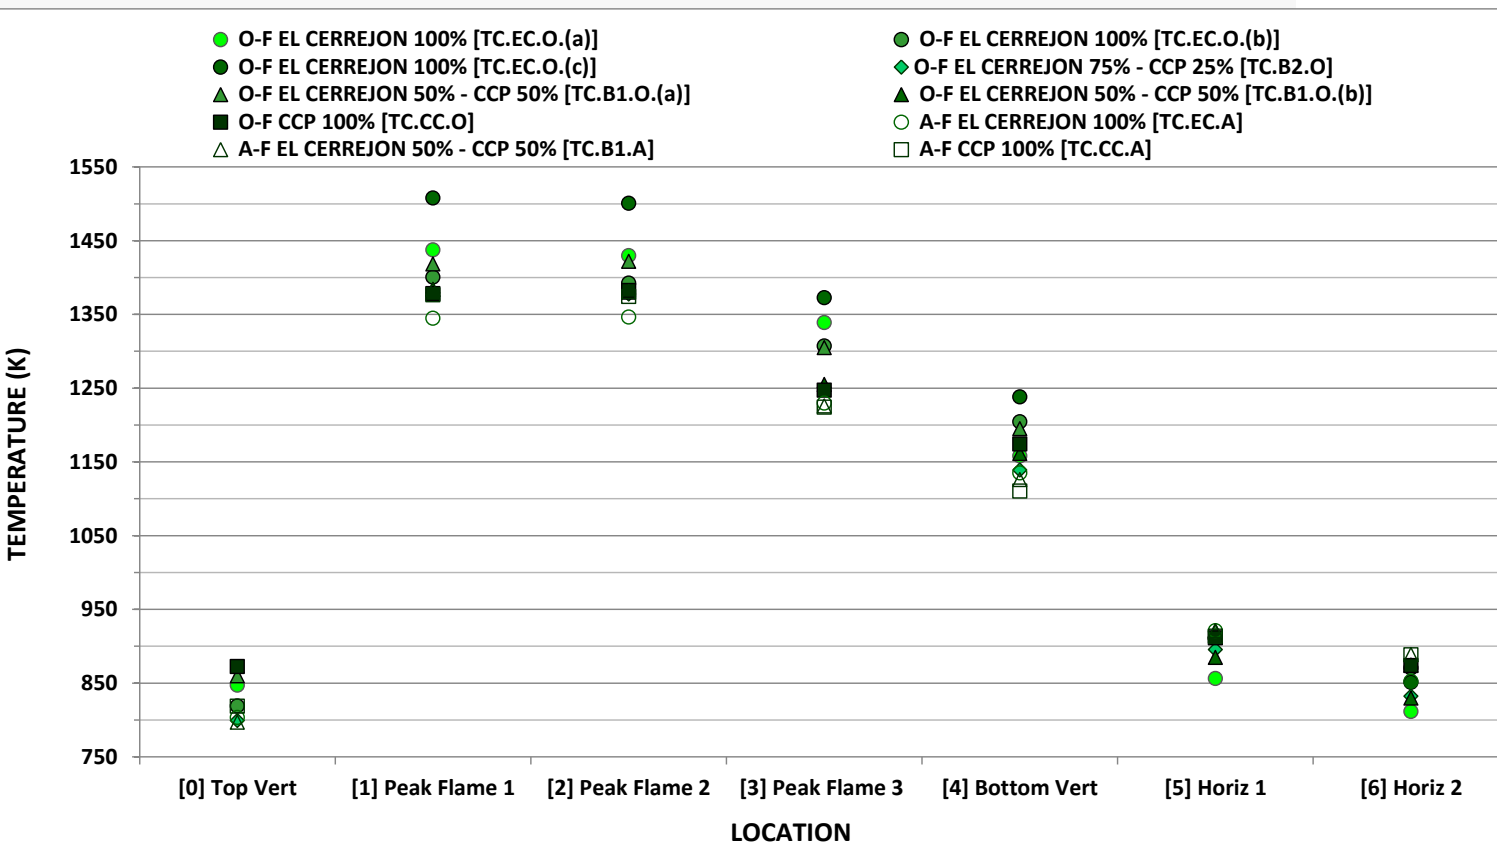 O-F EL CERREJON 100% [TC.EC.O.(a)]
O-F EL CERREJON 100% [TC.EC.O.(b)]
O-F EL CERREJON 100% [TC.EC.O.(c)]
O-F EL CERREJON 75% - CCP 25% [TC.B2.O]
O-F EL CERREJON 50% - CCP 50% [TC.B1.O.(a)]
O-F EL CERREJON 50% - CCP 50% [TC.B1.O.(b)]
O-F CCP 100% [TC.CC.O]
A-F EL CERREJON 100% [TC.EC.A]
A-F EL CERREJON 50% - CCP 50% [TC.B1.A]
A-F CCP 100% [TC.CC.A]
TEMPERATURE (K)
1550
1450
1350
1250
1150
1050
950
850
750
[0] Top Vert
[1] Peak Flame 1
[2] Peak Flame 2
[3] Peak Flame 3
[4] Bottom Vert
[5] Horiz 1
[6] Horiz 2
LOCATION